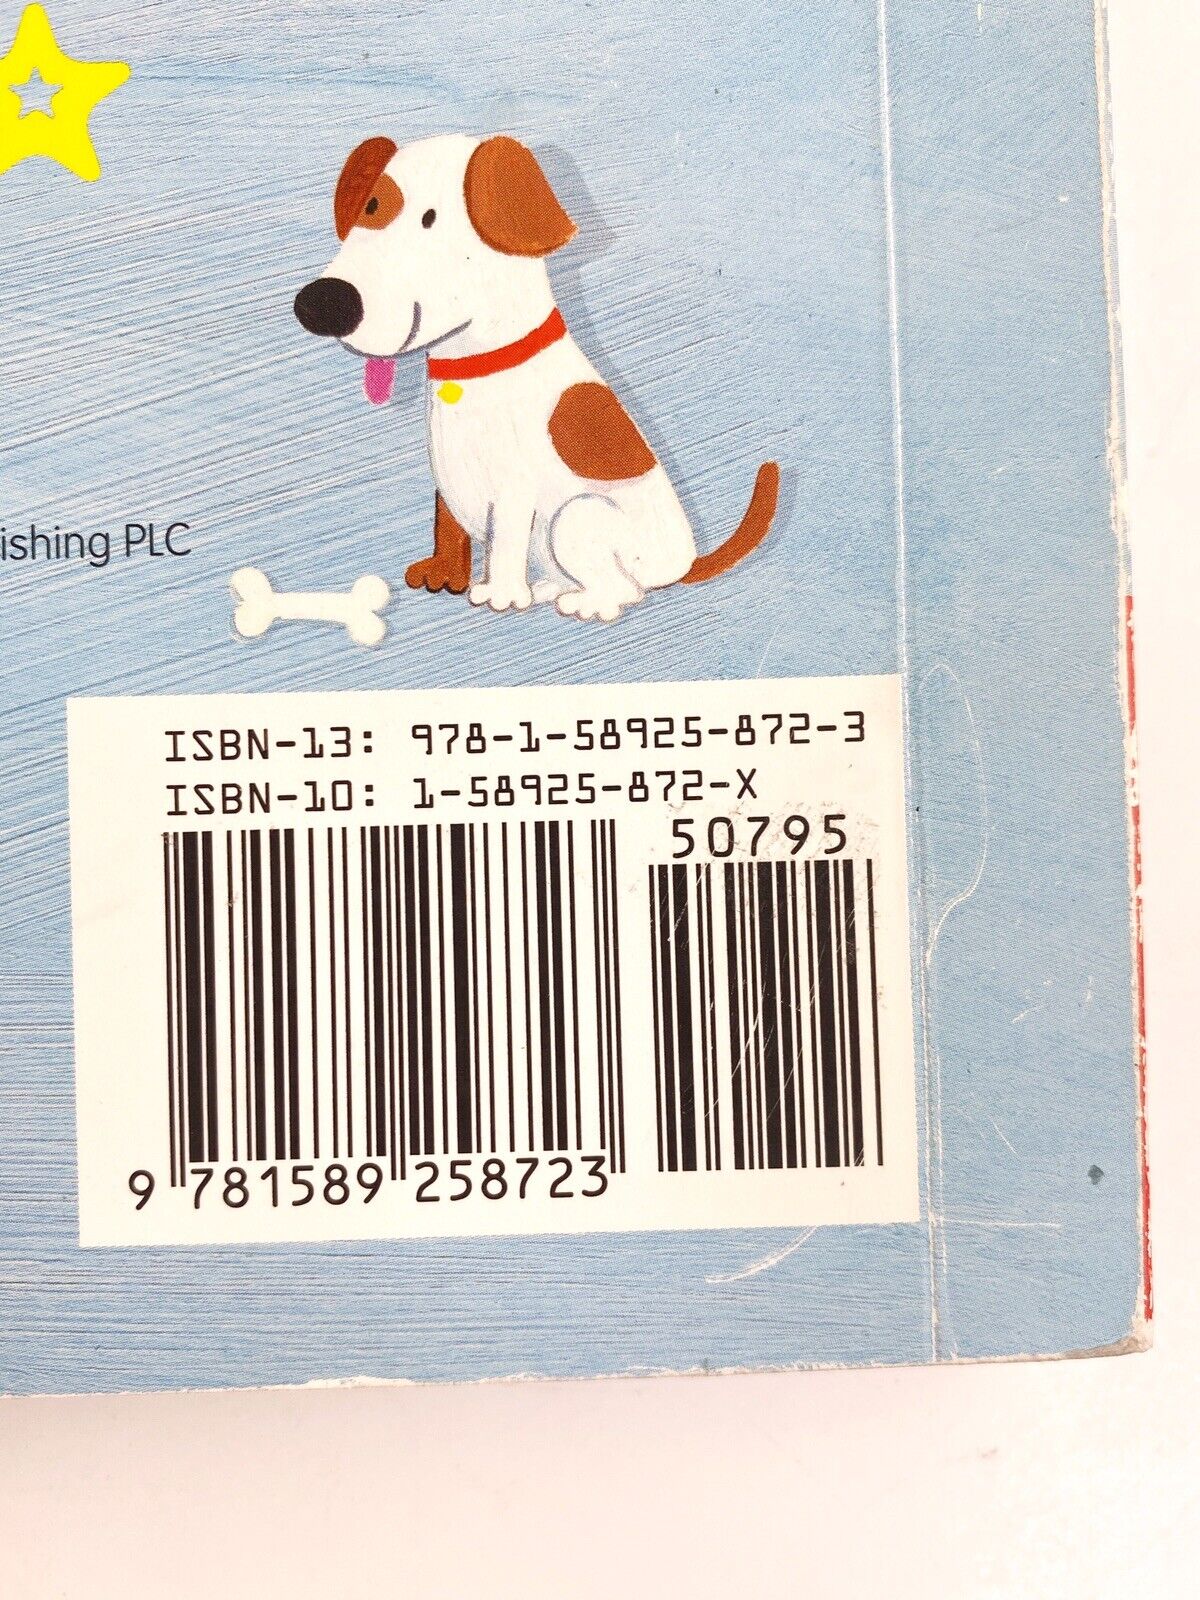 ishing PLC
ISBN-13: 978-1-58925-872-3
ISBN-10: 1-58925-872-X
50795
9 781589 258723